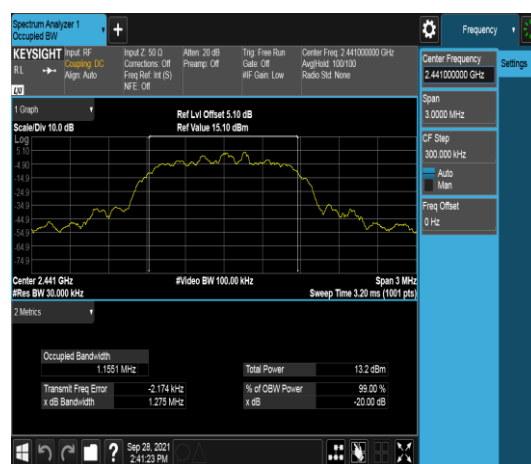 Spectrum Analyzer 1
Occupied BW
Frequency
KEYSIGHT
RL
LXI
Input: RF
Coupling: DC
Align: Auto
Input Z: 50 Ω
Corrections: Off
Freq Ref: Int (S)
NFE: Off
Atten: 20 dB
Preamp: Off
Trig: Free Run
Gate: Off
#IF Gain: Low
Center Freq: 2.441000000 GHz
Avg|Hold: 100/100
Radio Std: None
Center Frequency
2.441000000 GHz
Settings
Span
3.0000 MHz
CF Step
300.000 kHz
Auto
Man
Freq Offset
0 Hz
1 Graph
Scale/Div 10.0 dB
Ref Lvl Offset 5.10 dB
Ref Value 15.10 dBm
Log
5.10
-4.90
-14.9
-24.9
-34.9
-44.9
-54.9
-64.9
-74.9
Center 2.441 GHz
#Video BW 100.00 kHz
Span 3 MHz
#Res BW 30.000 kHz
Sweep Time 3.20 ms (1001 pts)
2 Metrics
Occupied Bandwidth
1.1551 MHz
Total Power
13.2 dBm
Transmit Freq Error
-2.174 kHz
% of OBW Power
99.00 %
x dB Bandwidth
1.275 MHz
x dB
-20.00 dB
?
Sep 28, 2021
2:41:23 PM